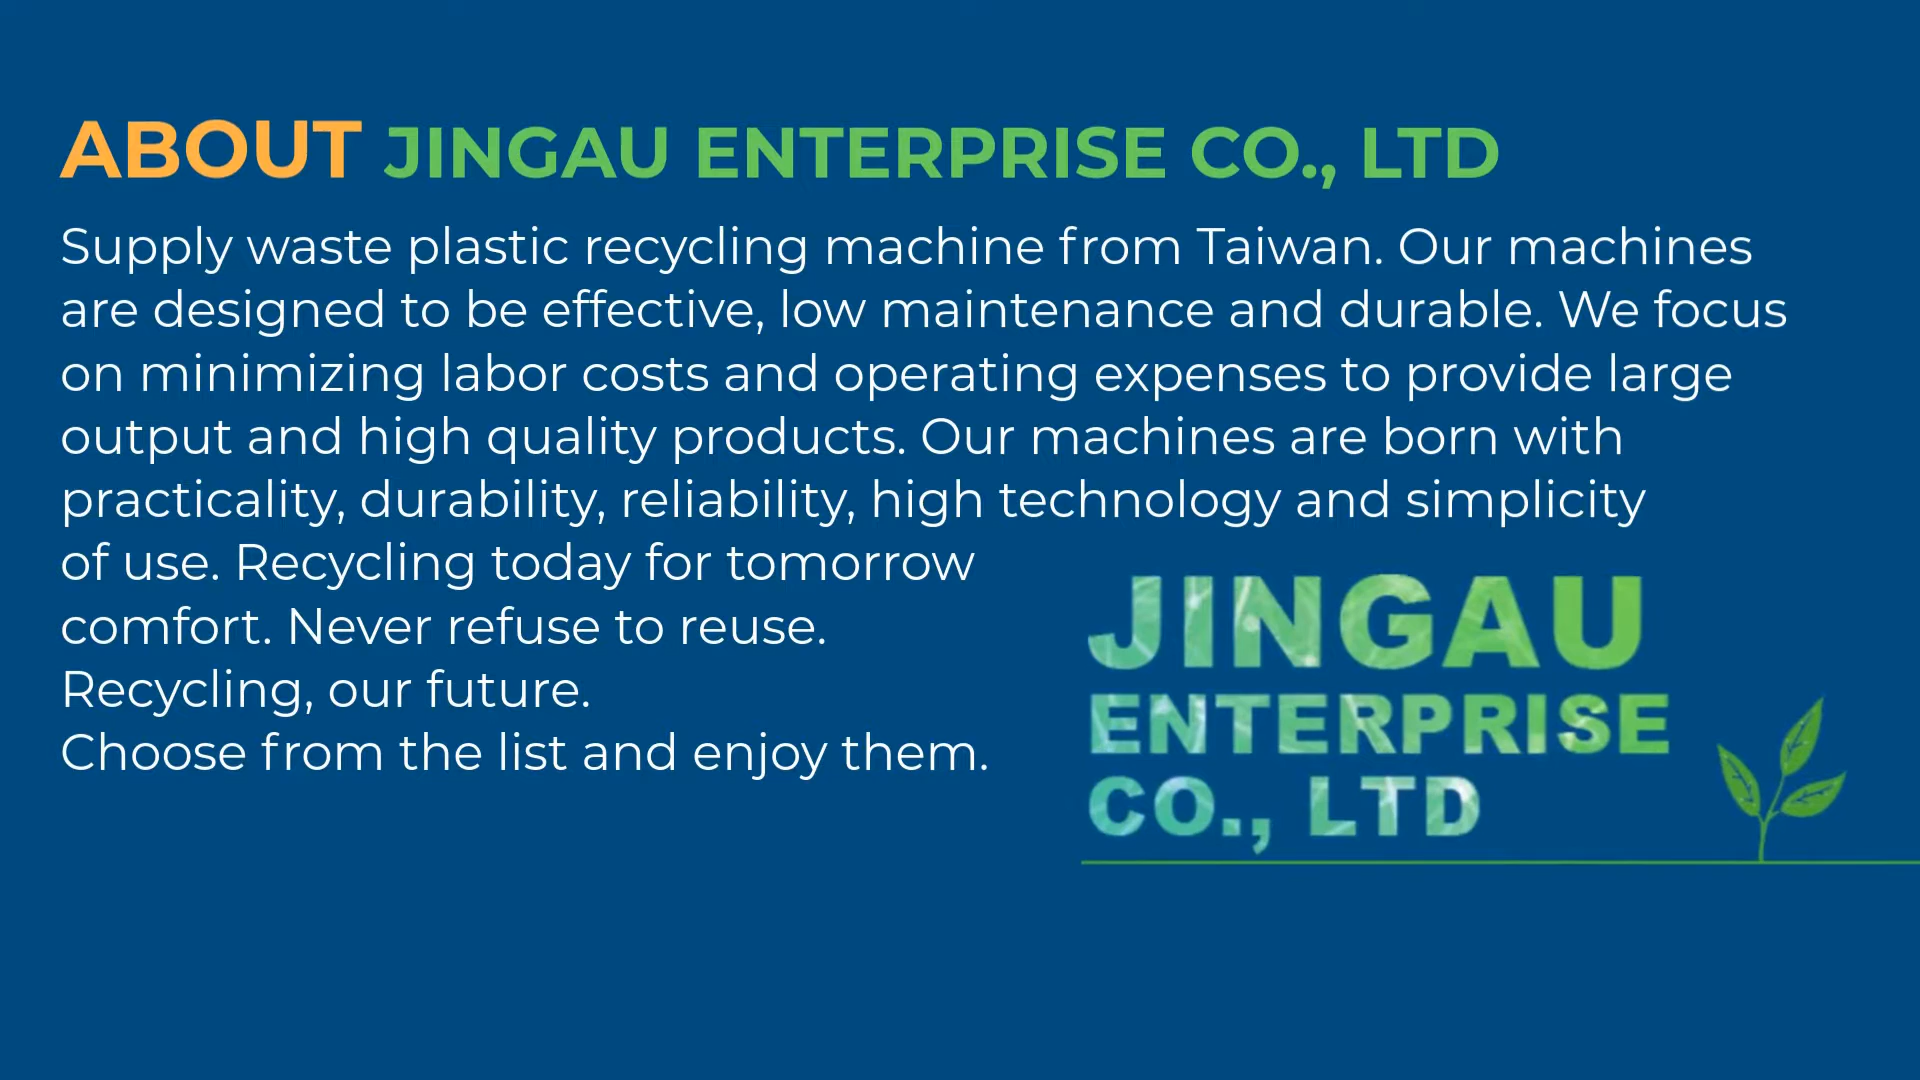 ABOUT JINGAU ENTERPRISE CO., LTD
Supply waste plastic recycling machine from Taiwan. Our machines
are designed to be effective, low maintenance and durable. We focus
on minimizing labor costs and operating expenses to provide large
output and high quality products. Our machines are born with
practicality, durability, reliability, high technology and simplicity
of use. Recycling today for tomorrow
comfort. Never refuse to reuse.
Recycling, our future.
Choose from the list and enjoy them.
JINGAU
ENTERPRISE
CO., LTD